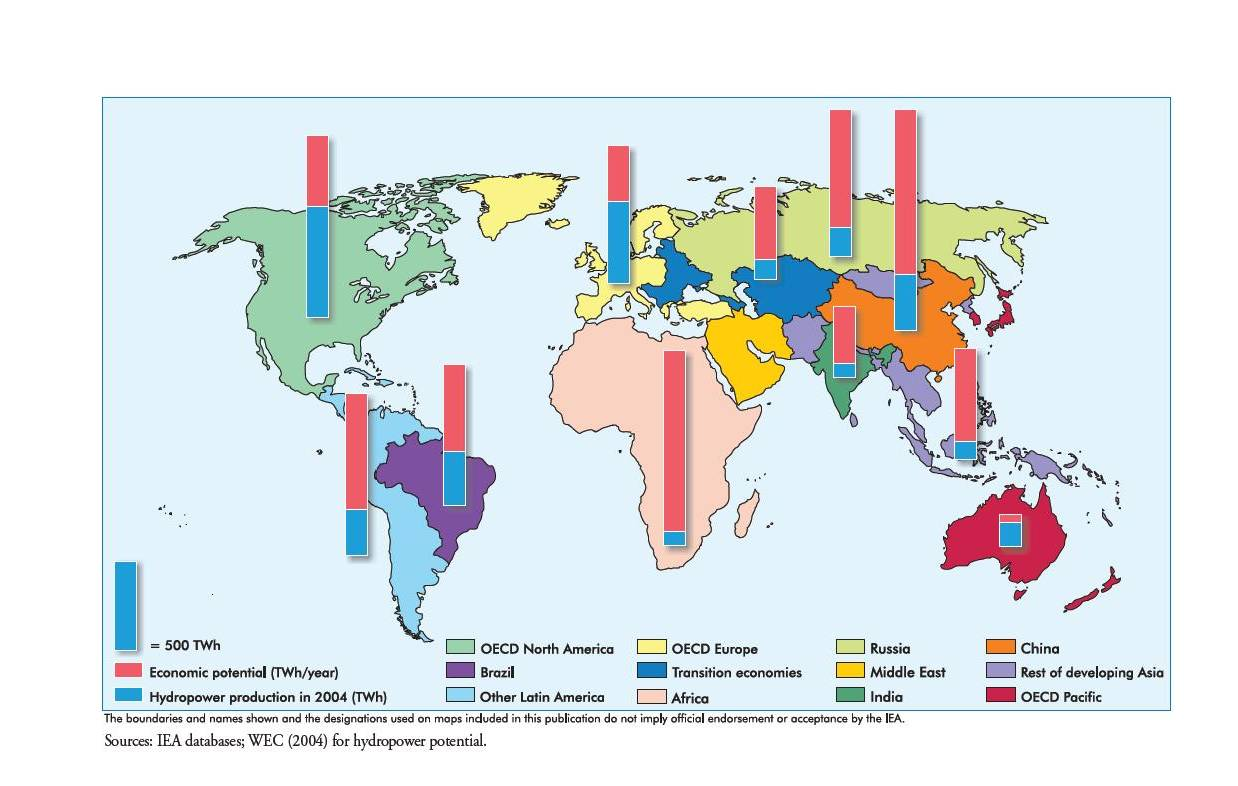 = 500 TWh
Economic potential (TWh/year)
Hydropower production in 2004 (TWh)
OECD North America
Brazil
Other Latin America
OECD Europe
Transition economies
Africa
Russia
Middle East
India
China
Rest of developing Asia
OECD Pacific
The boundaries and names shown and the designations used on maps included in this publication do not imply official endorsement or acceptance by the IEA.
Sources: IEA databases; WEC (2004) for hydropower potential.